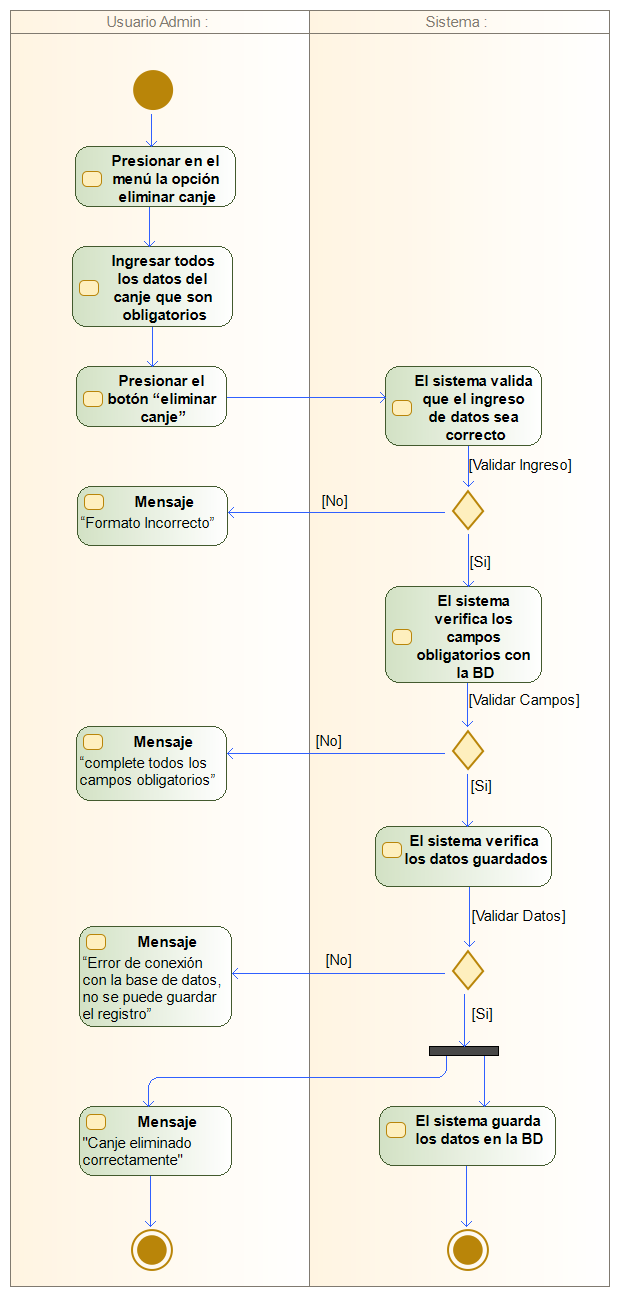 Usuario Admin :
Sistema :
Presionar en el
menú la opción
eliminar canje
Ingresar todos
los datos del
canje que son
obligatorios
Presionar el
botón “eliminar
canje”
El sistema valida
que el ingreso
de datos sea
correcto
[Validar Ingreso]
[No]
Mensaje
“Formato Incorrecto”
[Si]
El sistema
verifica los
campos
obligatorios con
la BD
[Validar Campos]
[No]
Mensaje
“complete todos los
campos obligatorios”
[Si]
El sistema verifica
los datos guardados
[Validar Datos]
[No]
Mensaje
“Error de conexión
con la base de datos,
no se puede guardar
el registro”
[Si]
Mensaje
"Canje eliminado
correctamente"
El sistema guarda
los datos en la BD